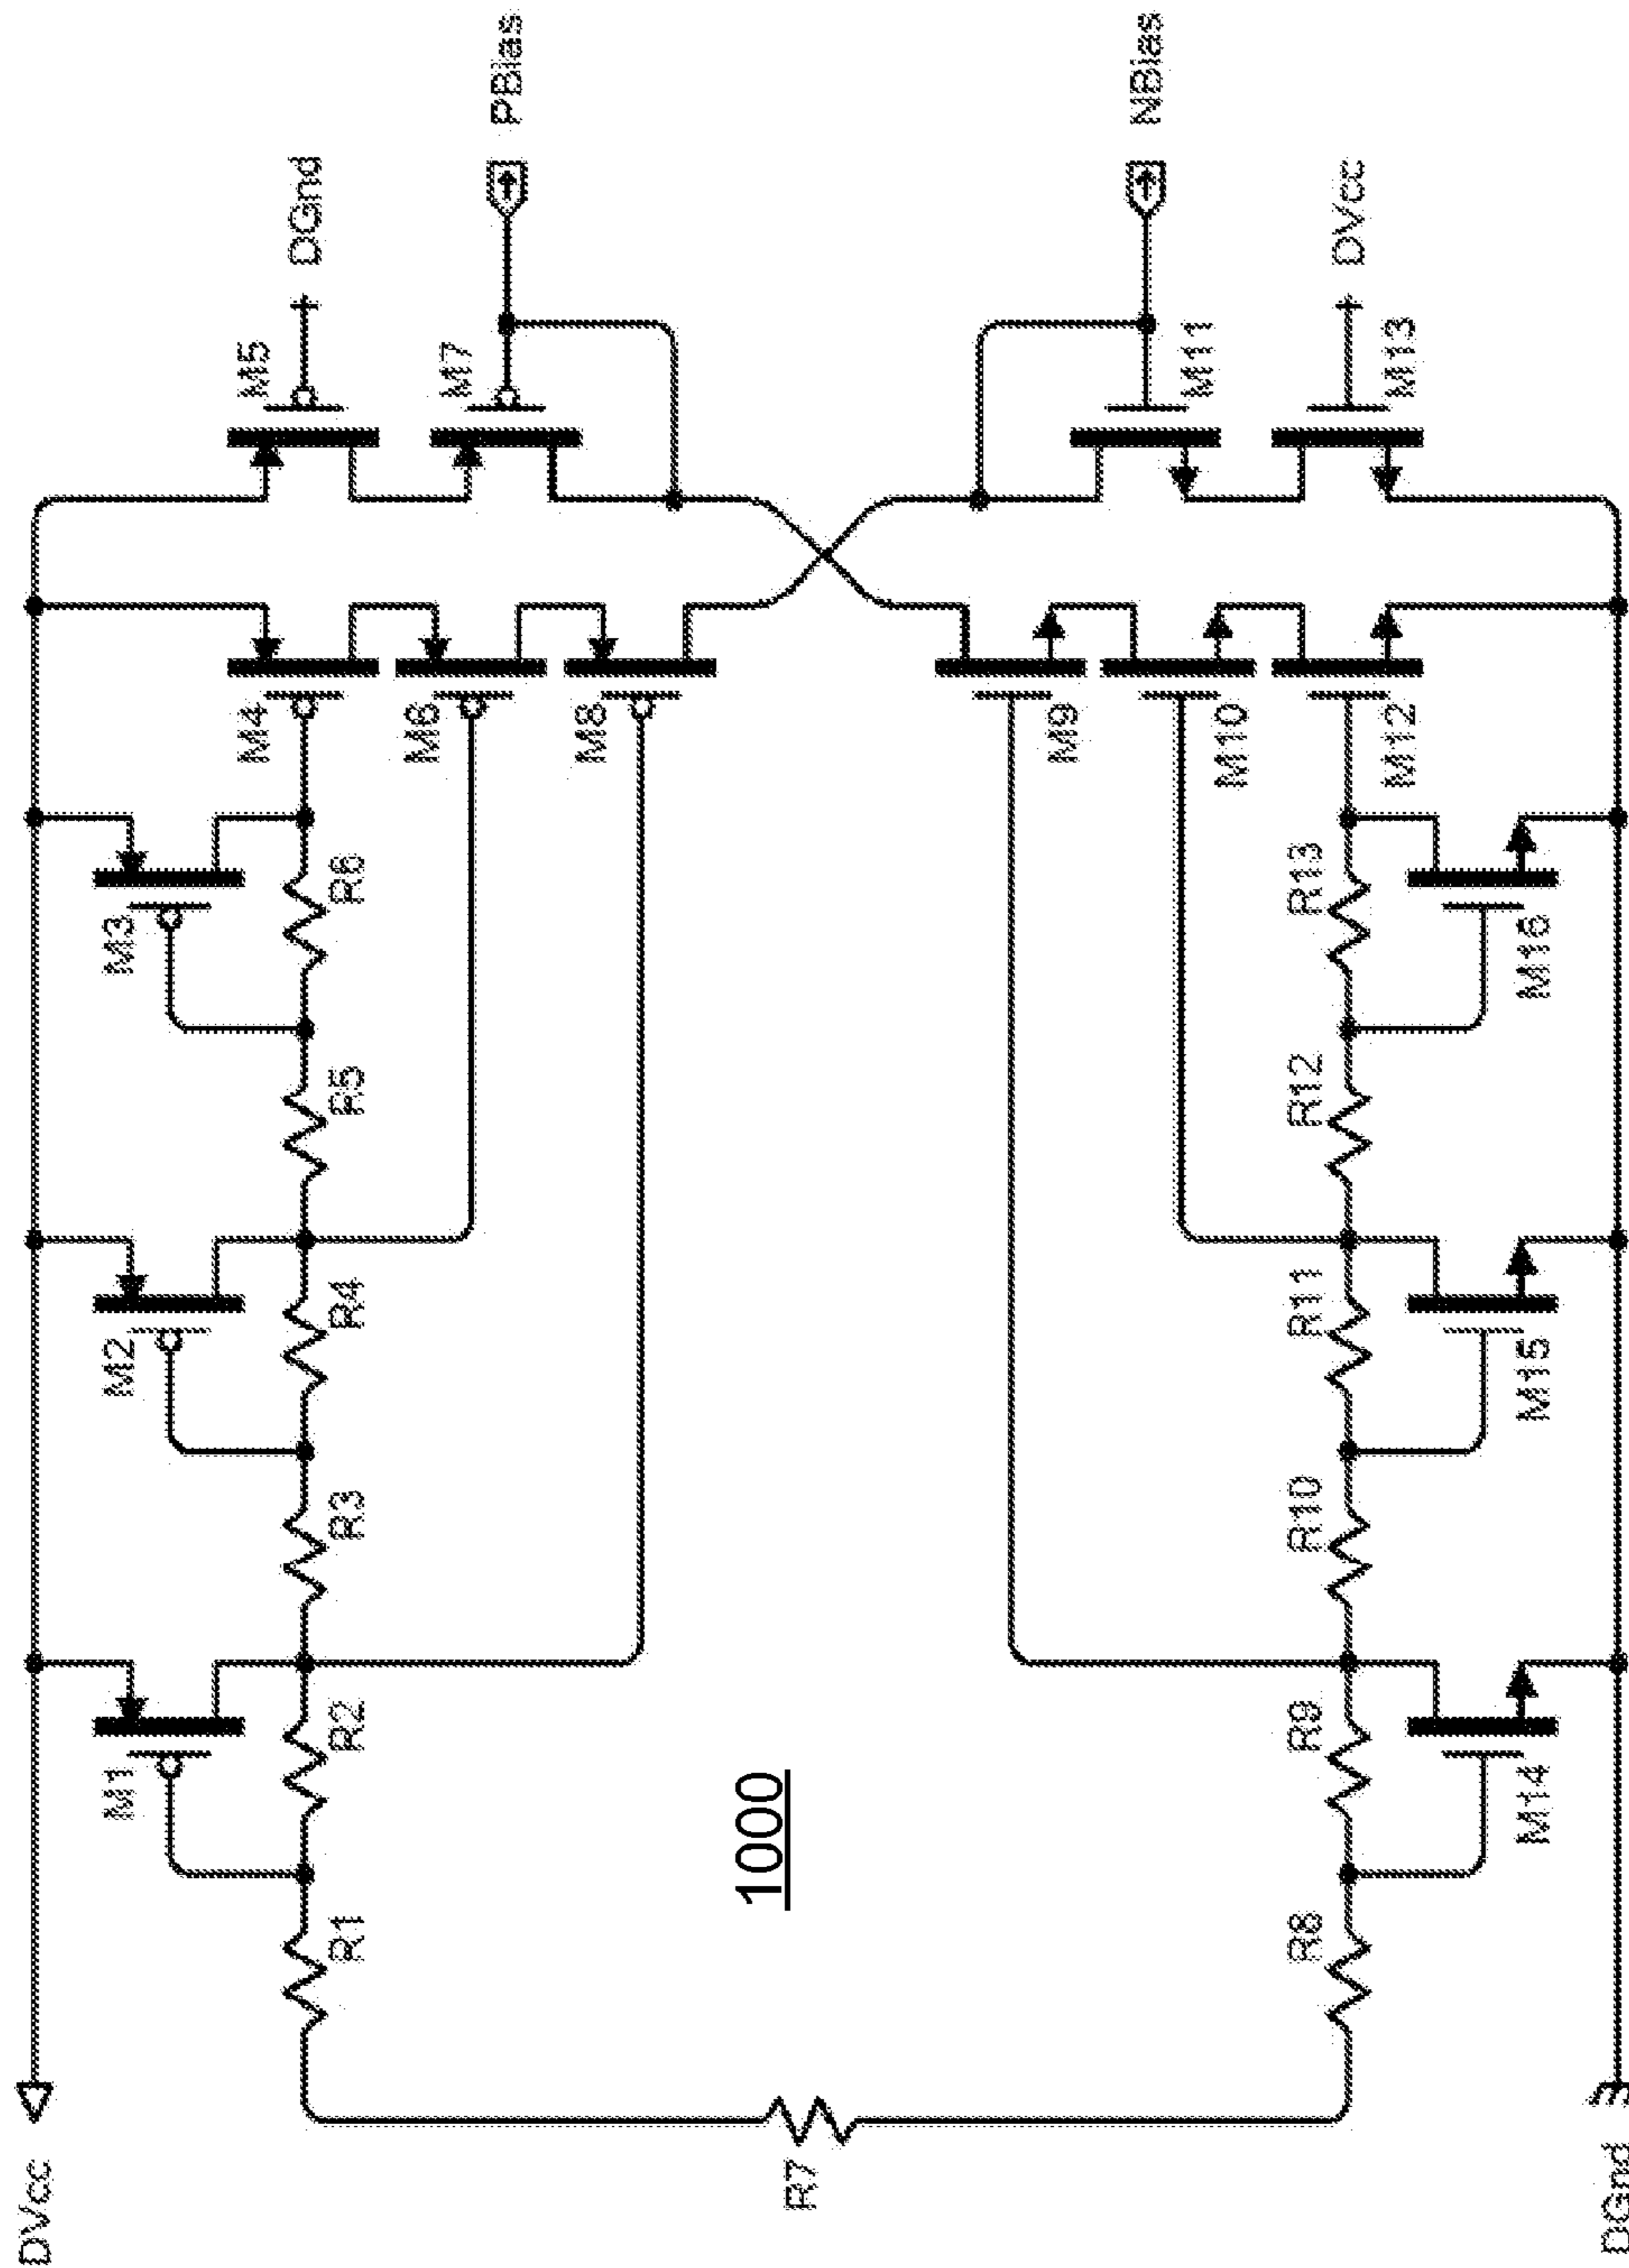 DVcc
M1
M2
M3
M4
M5
DGnd
R1
R2
R3
R4
R5
R6
M6
M7
PBias
M8
R7
1000
M9
M10
M11
NBias
R8
R9
R10
R11
R12
R13
M12
M13
DVcc
M14
M15
M16
DGnd